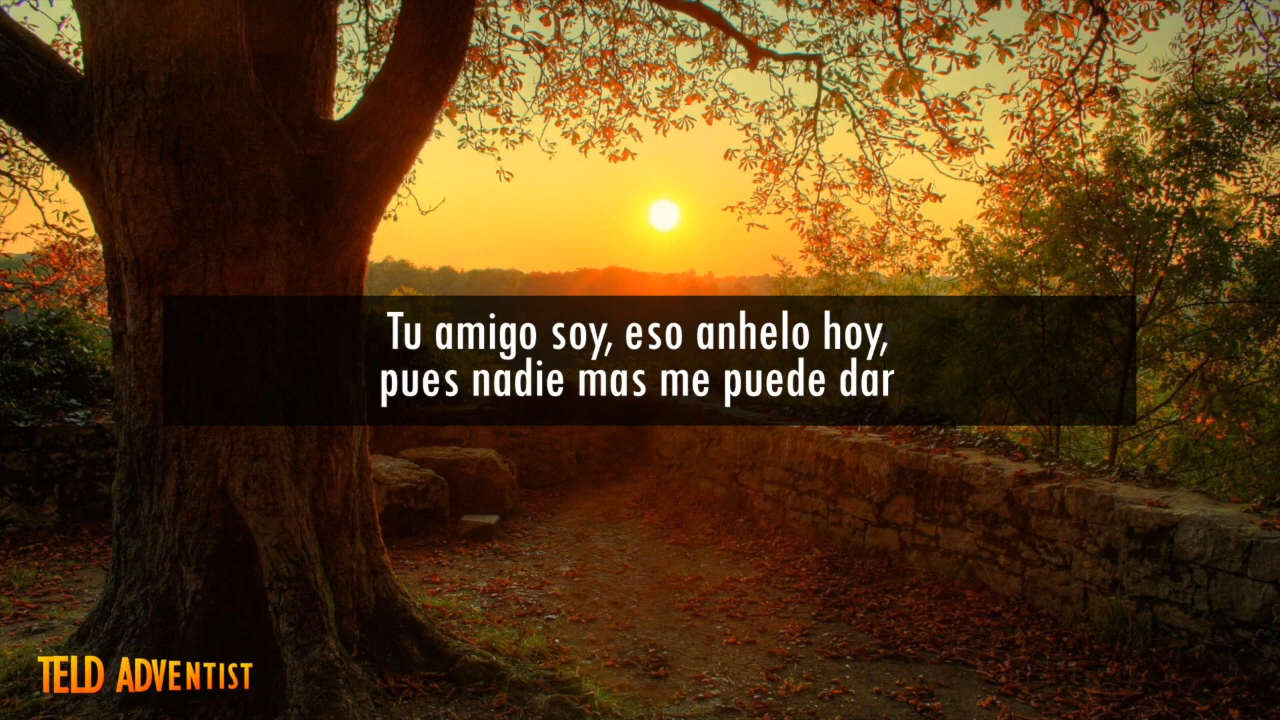 Tu amigo soy, eso anhelo hoy,
pues nadie mas me puede dar
TELD ADVENTIST